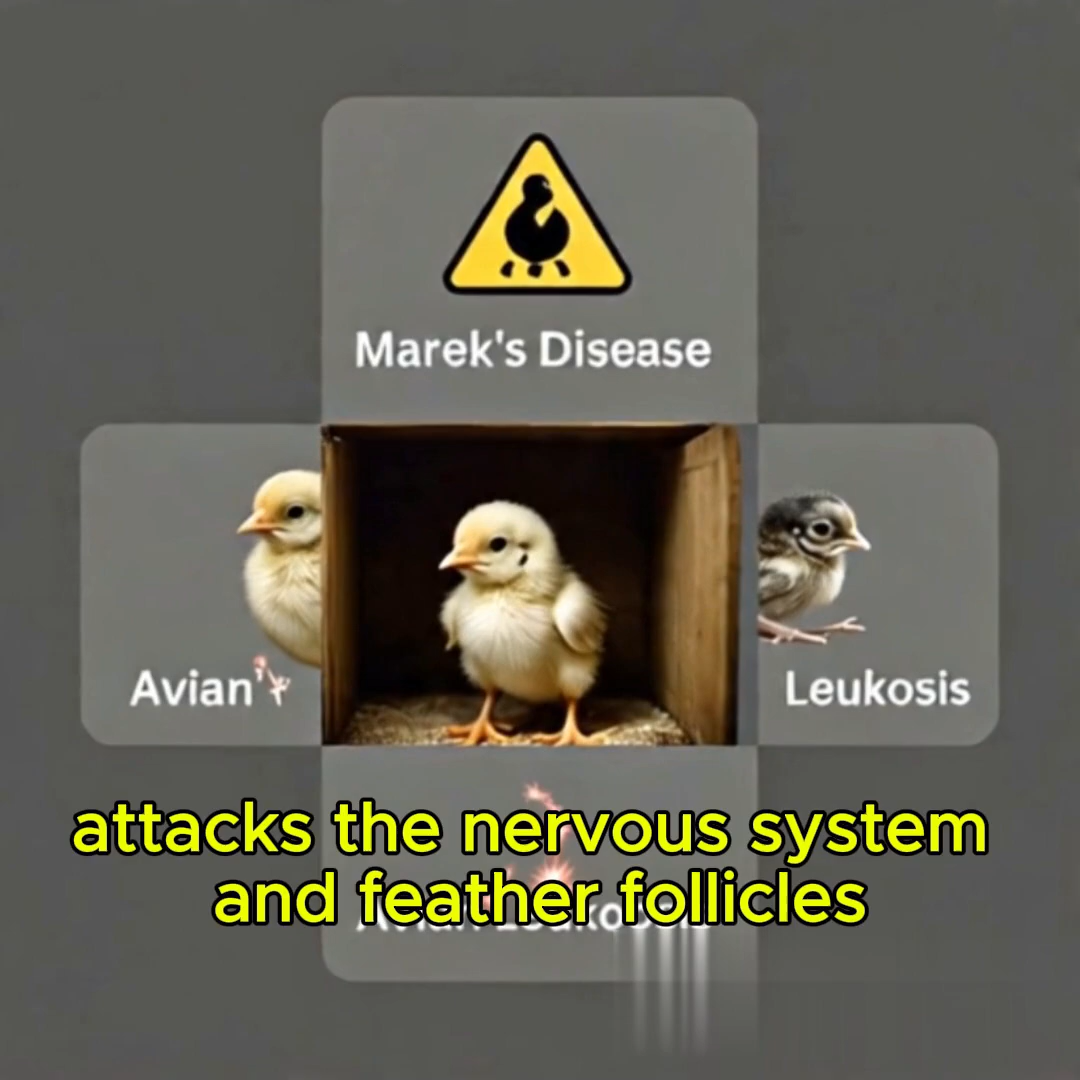 Marek's Disease
Avian
Leukosis
attacks the nervous system
and feather follicles